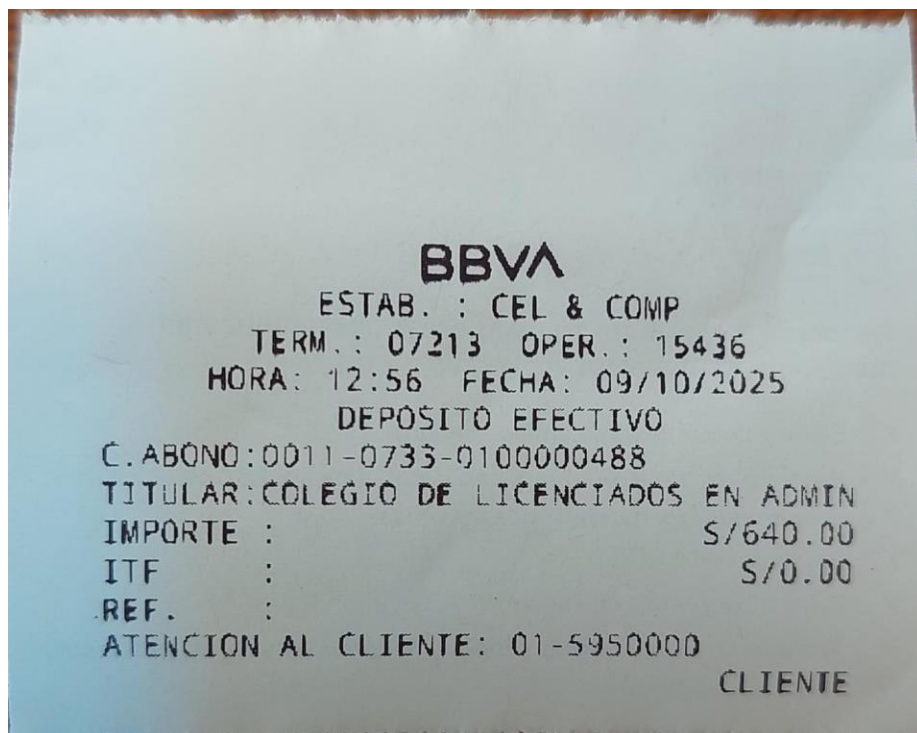 BBVA
ESTAB. : CEL & COMP
TERM.: 07213 OPER.: 15436
HORA: 12:56 FECHA: 09/10/2025
DEPOSITO EFECTIVO
C.ABONO:0011-0733-0100000488
TITULAR:COLEGIO DE LICENCIADOS EN ADMIN
IMPORTE : S/640.00
ITF : S/0.00
REF. :
ATENCION AL CLIENTE: 01-5950000
CLIENTE